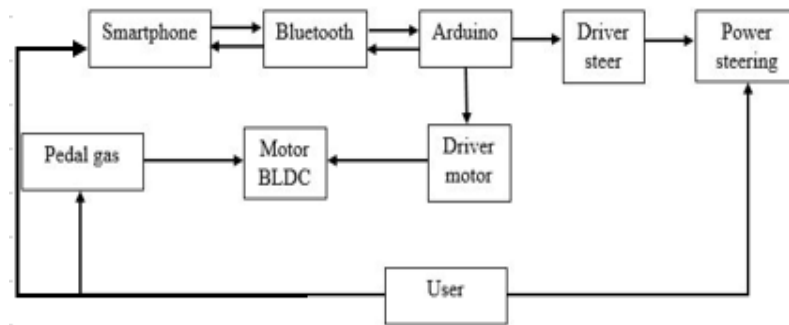 Smartphone
Bluetooth
Arduino
Driver
steer
Power
steering
Pedal gas
Motor
BLDC
Driver
motor
User